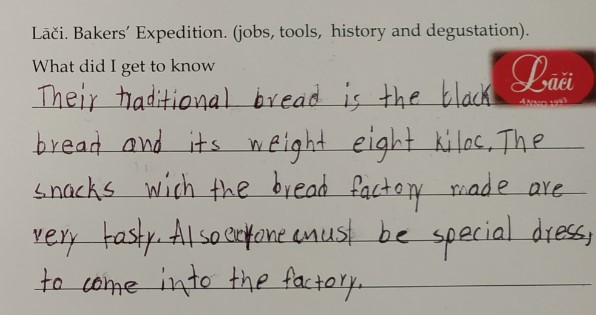 Lāči. Bakers’ Expedition. (jobs, tools, history and degustation).
What did I get to know
Lāči
ANNO 1993
Their traditional bread is the black
bread and its weight eight kilos. The
snacks wich the bread factory made are
very tasty. Also everyone must be special dress,
to come into the factory.